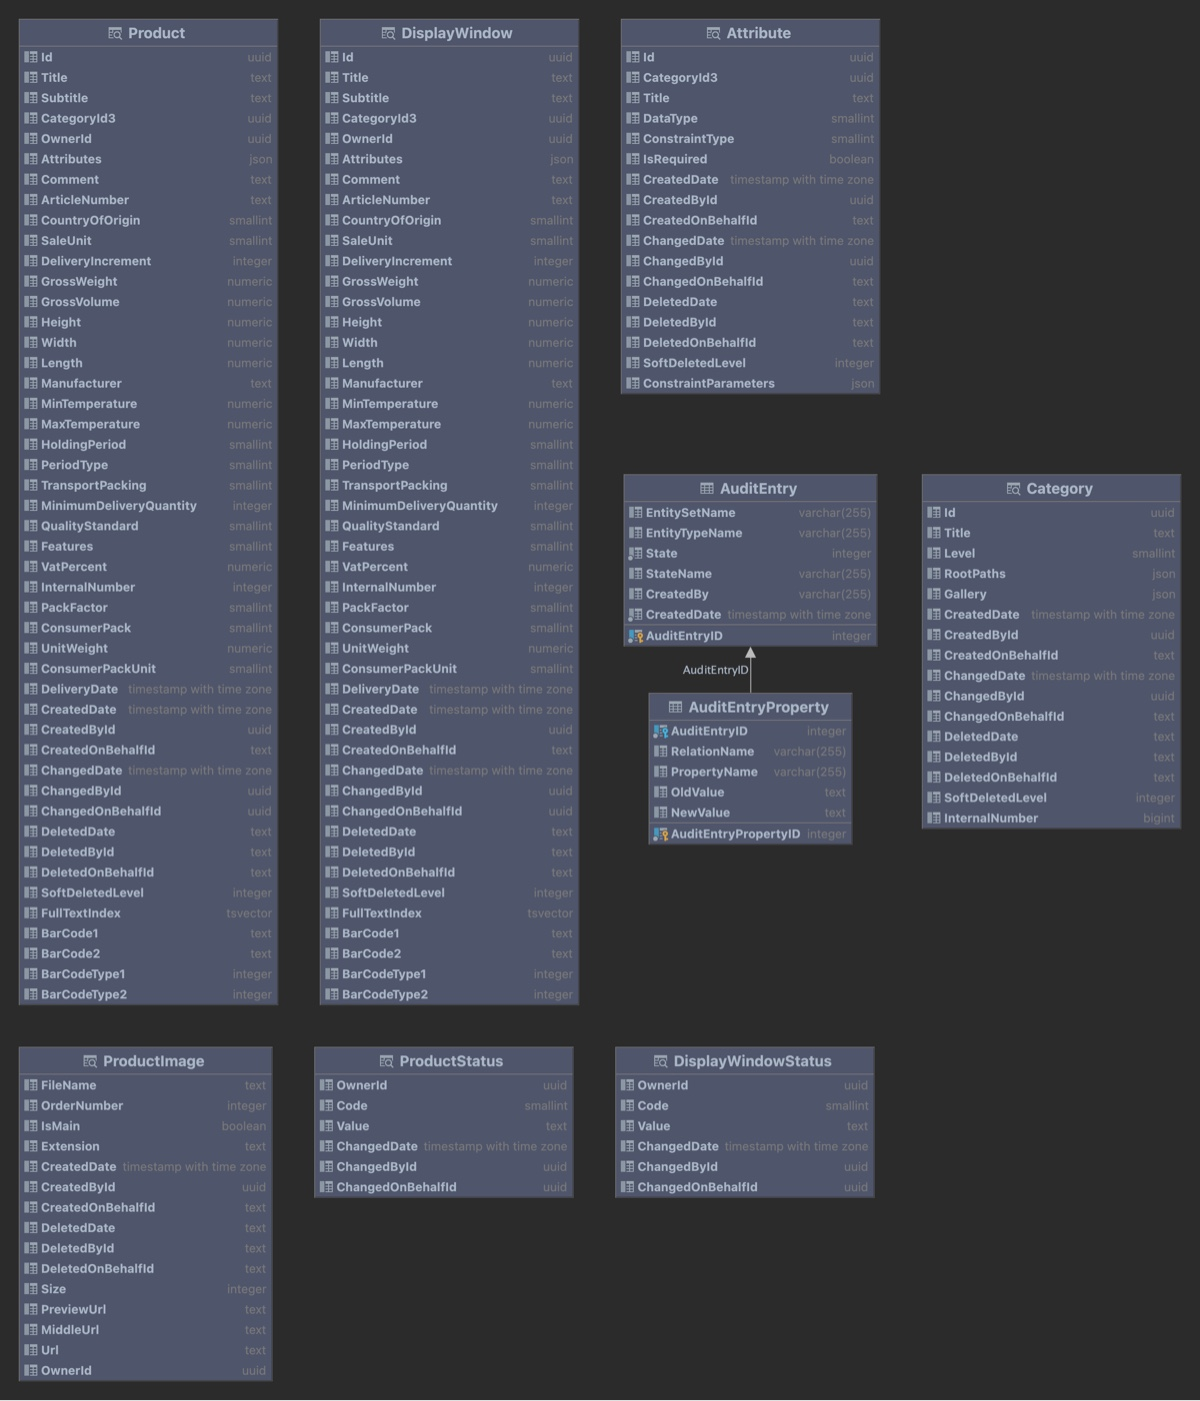 Product
Id uuid
Title text
Subtitle text
CategoryId3 uuid
OwnerId uuid
Attributes json
Comment text
ArticleNumber text
CountryOfOrigin smallint
SaleUnit smallint
DeliveryIncrement integer
GrossWeight numeric
GrossVolume numeric
Height numeric
Width numeric
Length numeric
Manufacturer text
MinTemperature numeric
MaxTemperature numeric
HoldingPeriod smallint
PeriodType smallint
TransportPacking smallint
MinimumDeliveryQuantity integer
QualityStandard smallint
Features smallint
VatPercent numeric
InternalNumber integer
PackFactor smallint
ConsumerPack smallint
UnitWeight numeric
ConsumerPackUnit smallint
DeliveryDate timestamp with time zone
CreatedDate timestamp with time zone
CreatedById uuid
CreatedOnBehalfId text
ChangedDate timestamp with time zone
ChangedById uuid
ChangedOnBehalfId uuid
DeletedDate text
DeletedById text
DeletedOnBehalfId text
SoftDeletedLevel integer
FullTextIndex tsvector
BarCode1 text
BarCode2 text
BarCodeType1 integer
BarCodeType2 integer
DisplayWindow
Id uuid
Title text
Subtitle text
CategoryId3 uuid
OwnerId uuid
Attributes json
Comment text
ArticleNumber text
CountryOfOrigin smallint
SaleUnit smallint
DeliveryIncrement integer
GrossWeight numeric
GrossVolume numeric
Height numeric
Width numeric
Length numeric
Manufacturer text
MinTemperature numeric
MaxTemperature numeric
HoldingPeriod smallint
PeriodType smallint
TransportPacking smallint
MinimumDeliveryQuantity integer
QualityStandard smallint
Features smallint
VatPercent numeric
InternalNumber integer
PackFactor smallint
ConsumerPack smallint
UnitWeight numeric
ConsumerPackUnit smallint
DeliveryDate timestamp with time zone
CreatedDate timestamp with time zone
CreatedById uuid
CreatedOnBehalfId text
ChangedDate timestamp with time zone
ChangedById uuid
ChangedOnBehalfId uuid
DeletedDate text
DeletedById text
DeletedOnBehalfId text
SoftDeletedLevel integer
FullTextIndex tsvector
BarCode1 text
BarCode2 text
BarCodeType1 integer
BarCodeType2 integer
Attribute
Id uuid
CategoryId3 uuid
Title text
DataType smallint
ConstraintType smallint
IsRequired boolean
CreatedDate timestamp with time zone
CreatedById uuid
CreatedOnBehalfId text
ChangedDate timestamp with time zone
ChangedById uuid
ChangedOnBehalfId text
DeletedDate text
DeletedById text
DeletedOnBehalfId text
SoftDeletedLevel integer
ConstraintParameters json
AuditEntry
EntitySetName varchar(255)
EntityTypeName varchar(255)
State integer
StateName varchar(255)
CreatedBy varchar(255)
CreatedDate timestamp with time zone
AuditEntryID integer
AuditEntryID
AuditEntryProperty
AuditEntryID integer
RelationName varchar(255)
PropertyName varchar(255)
OldValue text
NewValue text
AuditEntryPropertyID integer
Category
Id uuid
Title text
Level smallint
RootPaths json
Gallery json
CreatedDate timestamp with time zone
CreatedById uuid
CreatedOnBehalfId text
ChangedDate timestamp with time zone
ChangedById uuid
ChangedOnBehalfId text
DeletedDate text
DeletedById text
DeletedOnBehalfId text
SoftDeletedLevel integer
InternalNumber bigint
ProductImage
FileName text
OrderNumber integer
IsMain boolean
Extension text
CreatedDate timestamp with time zone
CreatedById uuid
CreatedOnBehalfId text
DeletedDate text
DeletedById text
DeletedOnBehalfId text
Size integer
PreviewUrl text
MiddleUrl text
Url text
OwnerId uuid
ProductStatus
OwnerId uuid
Code smallint
Value text
ChangedDate timestamp with time zone
ChangedById uuid
ChangedOnBehalfId uuid
DisplayWindowStatus
OwnerId uuid
Code smallint
Value text
ChangedDate timestamp with time zone
ChangedById uuid
ChangedOnBehalfId uuid